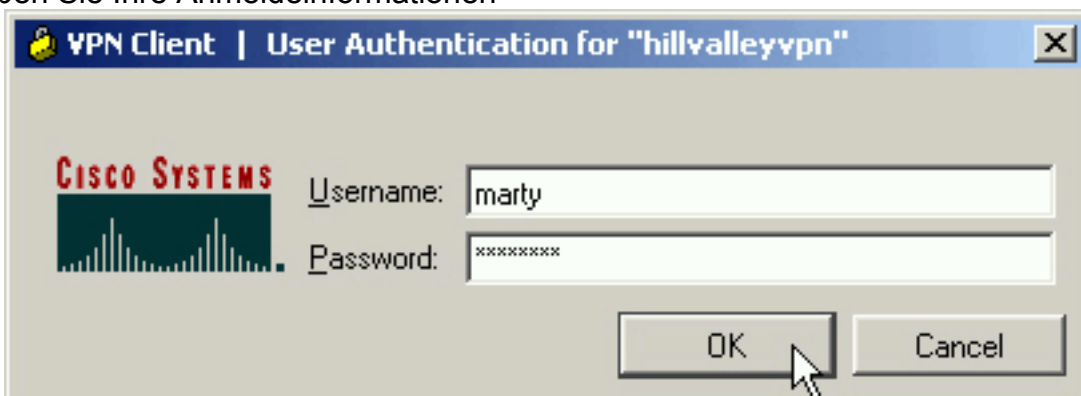 Sie Ihre Anmeldeinformationen
VPN Client | User Authentication for "hillvalleyvpn"
CISCO SYSTEMS
Username: marty
Password: ********
OK Cancel